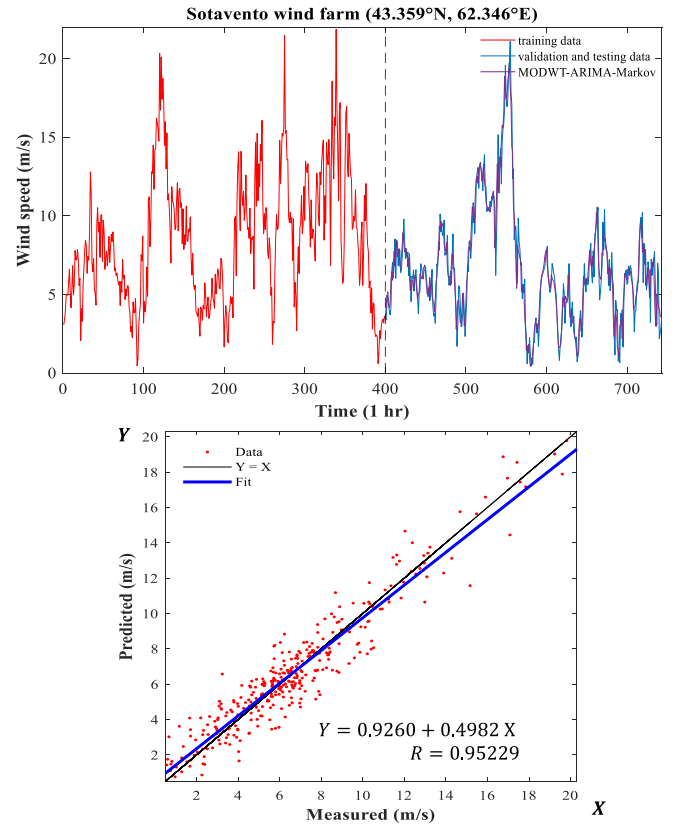 Sotavento wind farm (43.359°N, 62.346°E)
training data
validation and testing data
MODWT-ARIMA-Markov
Wind speed (m/s)
20
15
10
5
0
0 100 200 300 400 500 600 700
Time (1 hr)
Y
20
18
16
14
12
10
8
6
4
2
Data
Y = X
Fit
Predicted (m/s)
Y = 0.9260 + 0.4982 X
R = 0.95229
2 4 6 8 10 12 14 16 18 20
Measured (m/s)
X